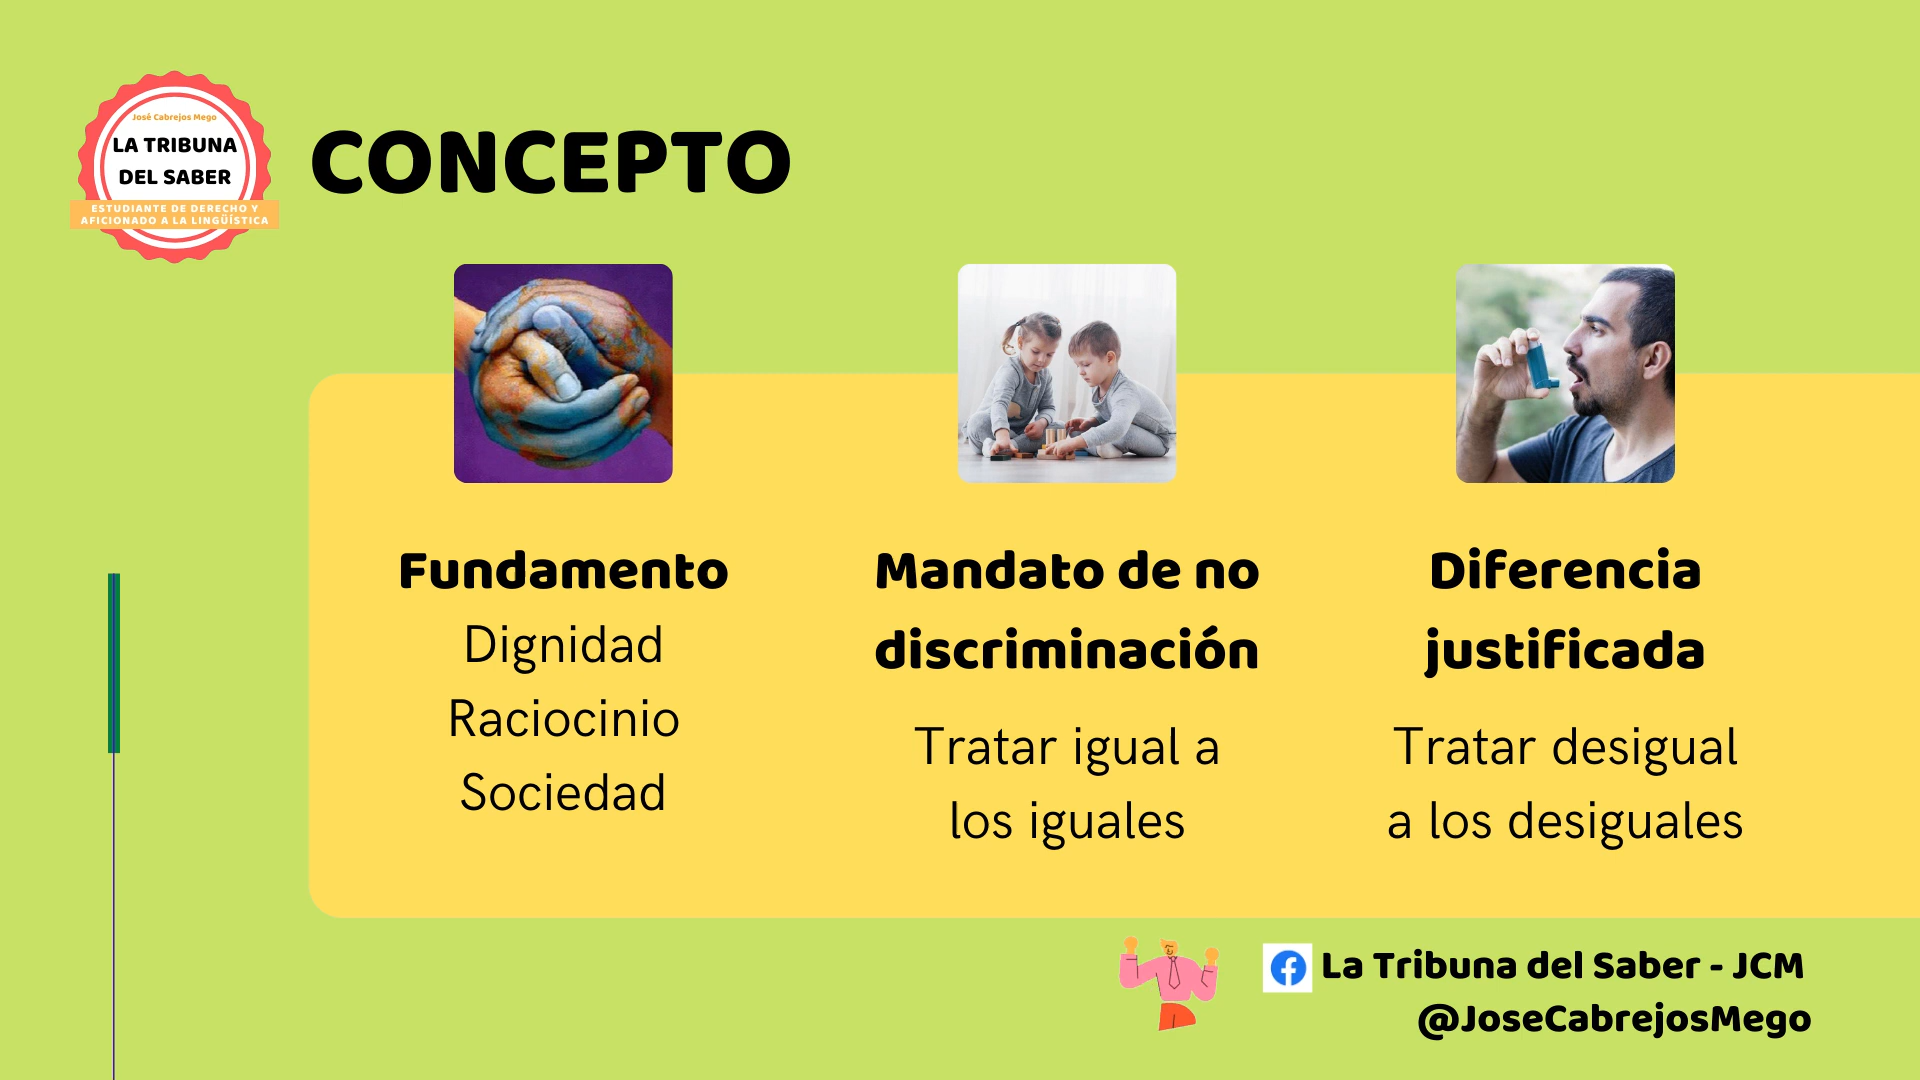 José Cabrejos Mego
LA TRIBUNA
DEL SABER
ESTUDIANTE DE DERECHO Y
AFICIONADO A LA LINGÜÍSTICA
CONCEPTO
Fundamento
Dignidad
Raciocinio
Sociedad
Mandato de no
discriminación
Tratar igual a
los iguales
Diferencia
justificada
Tratar desigual
a los desiguales
La Tribuna del Saber - JCM
@JoseCabrejosMego